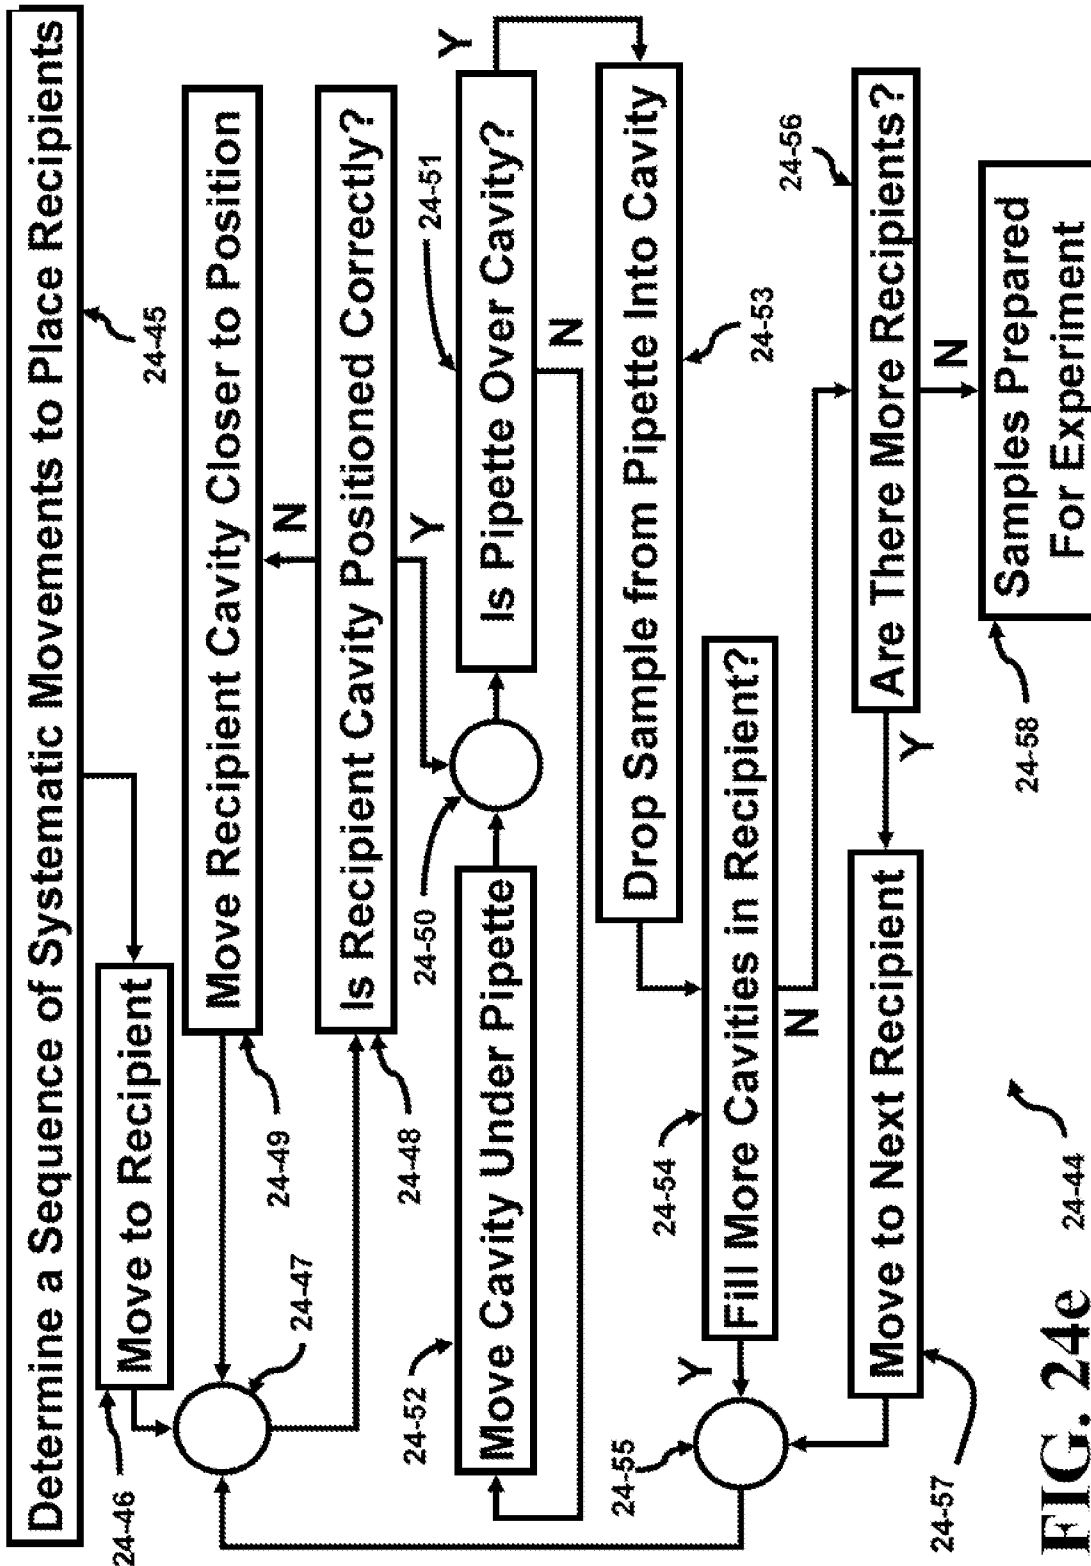 Determine a Sequence of Systematic Movements to Place Recipients
24-45
24-46
Move to Recipient
Move Recipient Cavity Closer to Position
24-49
24-47
N
Is Recipient Cavity Positioned Correctly?
24-48
Y
24-50
24-51
24-52
Move Cavity Under Pipette
Is Pipette Over Cavity?
Y
N
Drop Sample from Pipette Into Cavity
24-53
24-54
Fill More Cavities in Recipient?
Y
N
24-55
24-56
Are There More Recipients?
Y
N
Move to Next Recipient
24-57
Samples Prepared
For Experiment
24-58
24-44
FIG. 24e